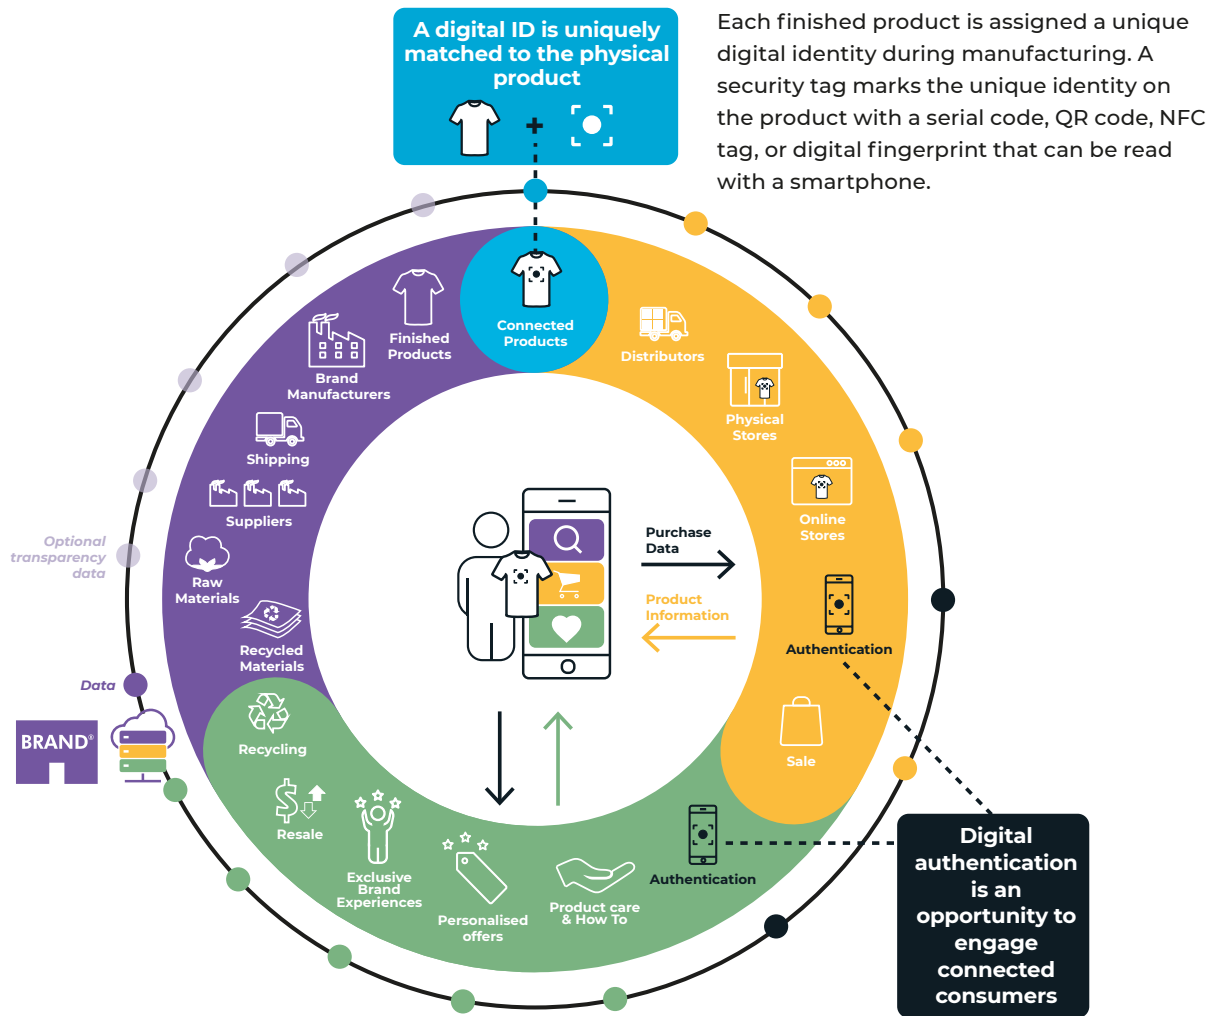 A digital ID is uniquely
matched to the physical
product
Each finished product is assigned a unique
digital identity during manufacturing. A
security tag marks the unique identity on
the product with a serial code, QR code, NFC
tag, or digital fingerprint that can be read
with a smartphone.
Connected
Products
Distributors
Physical
Stores
Online
Stores
Authentication
Sale
Digital
authentication
is an
opportunity to
engage
connected
consumers
Authentication
Product care
& How To
Personalised
offers
Exclusive
Brand
Experiences
Resale
Recycling
Recycled
Materials
Raw
Materials
Suppliers
Shipping
Brand
Manufacturers
Finished
Products
Optional
transparency
data
Data
BRAND®
Purchase
Data
Product
Information